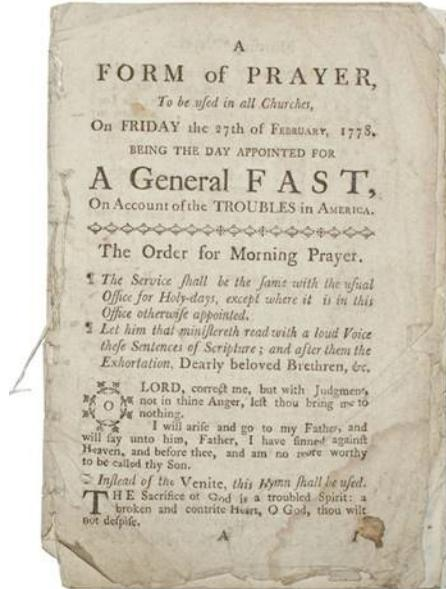 A
FORM of PRAYER,
To be uſed in all Churches,
On FRIDAY the 27th of FEBRUARY, 1778.
BEING THE DAY APPOINTED FOR
A General FAST,
On Account of the TROUBLES in AMERICA.
The Order for Morning Prayer.
¶ The Service ſhall be the ſame with the uſual
Office for Holy-days, except where it is in this
Office otherwiſe appointed.
¶ Let him that miniſtereth read with a loud Voice
theſe Sentences of Scripture; and after them the
Exhortation, Dearly beloved Brethren, &c.
O LORD, correct me, but with Judgment,
not in thine Anger, leſt thou bring me to
nothing.
I will ariſe and go to my Father, and
will ſay unto him, Father, I have ſinned againſt
Heaven, and before thee, and am no more worthy
to be called thy Son.
Inſtead of the Venite, this Hymn ſhall be uſed.
THE Sacrifice of God is a troubled Spirit: a
broken and contrite Heart, O God, thou wilt
not deſpiſe.
A